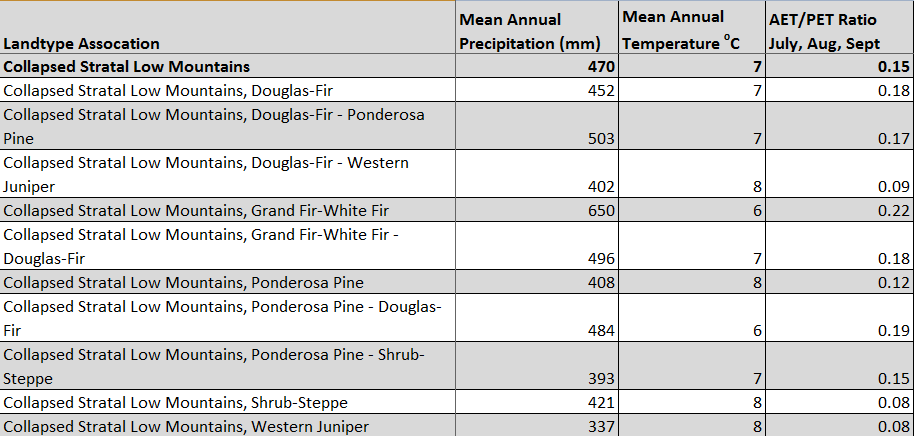 Landtype Assocation Mean Annual Precipitation (mm) Mean Annual Temperature °C AET/PET Ratio July, Aug, Sept
Collapsed Stratal Low Mountains 470 7 0.15
Collapsed Stratal Low Mountains, Douglas-Fir 452 7 0.18
Collapsed Stratal Low Mountains, Douglas-Fir - Ponderosa
Pine 503 7 0.17
Collapsed Stratal Low Mountains, Douglas-Fir - Western
Juniper 402 8 0.09
Collapsed Stratal Low Mountains, Grand Fir-White Fir 650 6 0.22
Collapsed Stratal Low Mountains, Grand Fir-White Fir -
Douglas-Fir 496 7 0.18
Collapsed Stratal Low Mountains, Ponderosa Pine 408 8 0.12
Collapsed Stratal Low Mountains, Ponderosa Pine - Douglas-
Fir 484 6 0.19
Collapsed Stratal Low Mountains, Ponderosa Pine - Shrub-
Steppe 393 7 0.15
Collapsed Stratal Low Mountains, Shrub-Steppe 421 8 0.08
Collapsed Stratal Low Mountains, Western Juniper 337 8 0.08